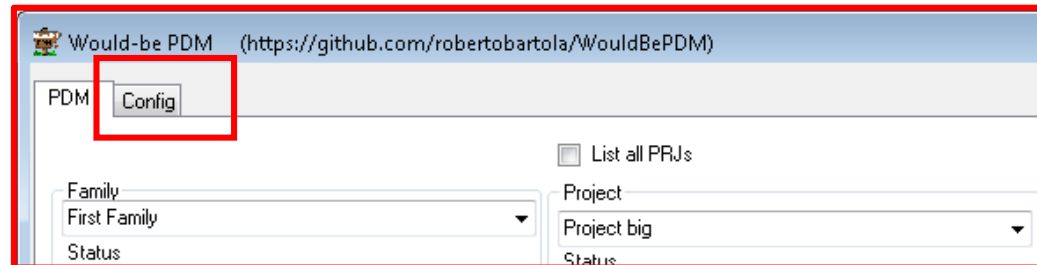 Would-be PDM (https://github.com/robertobartola/WouldBePDM)
PDM Config
List all PRJs
Family Project
First Family Project big
Status Status